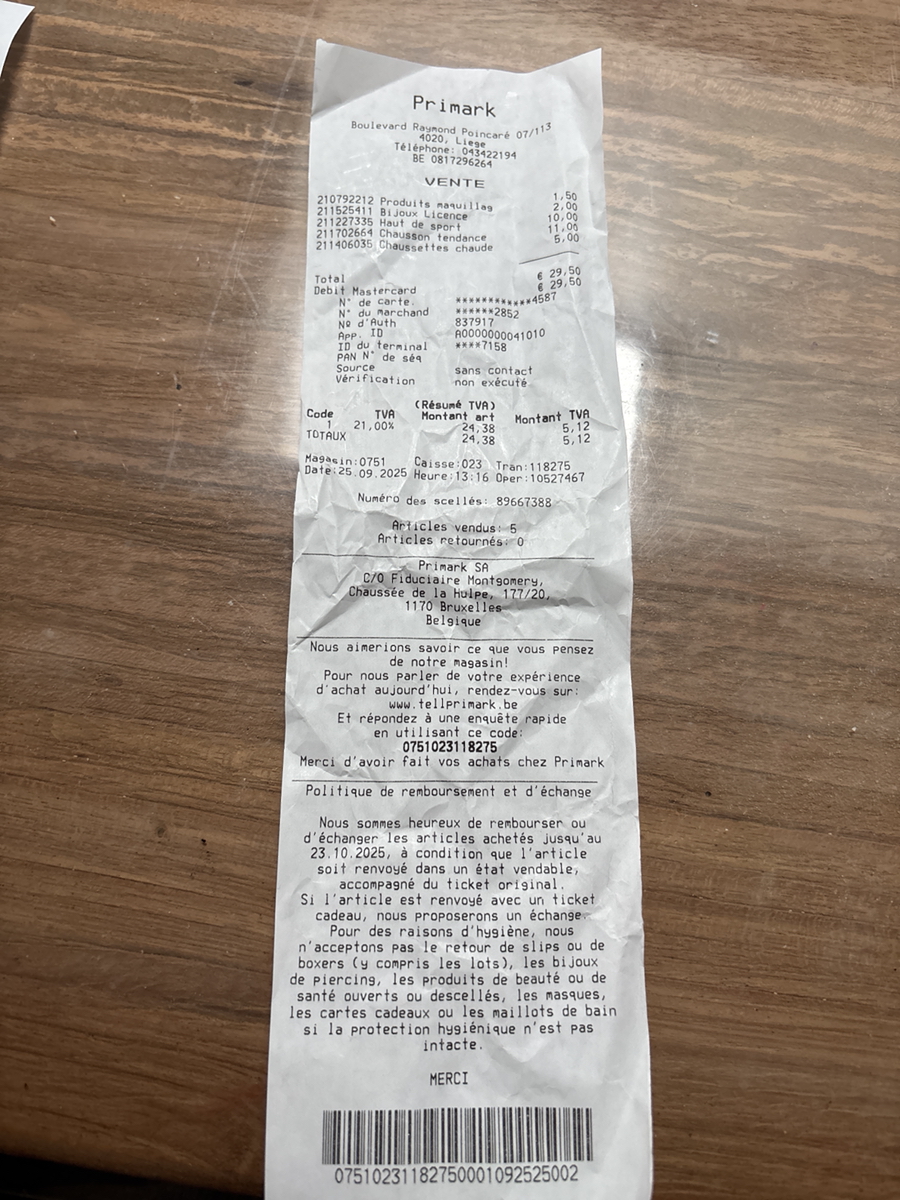 Primark
Boulevard Raymond Poincaré 07/113
4020, Liege
Téléphone: 043422194
BE 0817296264
VENTE
210792212 Produits maquillag 1,50
211525411 Bijoux Licence 2,00
211227335 Haut de sport 10,00
211702664 Chausson tendance 11,00
211406035 Chaussettes chaude 5,00
Total € 29,50
Debit Mastercard € 29,50
N° de carte. ************4587
N° du marchand ******2852
Nº d'Auth 837917
App. ID A0000000041010
ID du terminal ****7158
PAN N° de séq
Source sans contact
Vérification non exécuté
(Résumé TVA)
Code TVA Montant art Montant TVA
1 21,00% 24,38 5,12
TOTAUX 24,38 5,12
Magasin:0751 Caisse:023 Tran:118275
Date:25.09.2025 Heure:13:16 Oper:10527467
Numéro des scellés: 89667388
Articles vendus: 5
Articles retournés: 0
Primark SA
C/O Fiduciaire Montgomery,
Chaussée de la Hulpe, 177/20,
1170 Bruxelles
Belgique
Nous aimerions savoir ce que vous pensez
de notre magasin!
Pour nous parler de votre expérience
d'achat aujourd'hui, rendez-vous sur:
www.tellprimark.be
Et répondez à une enquête rapide
en utilisant ce code:
0751023118275
Merci d'avoir fait vos achats chez Primark
Politique de remboursement et d'échange
Nous sommes heureux de rembourser ou
d'échanger les articles achetés jusqu'au
23.10.2025, à condition que l'article
soit renvoyé dans un état vendable,
accompagné du ticket original.
Si l'article est renvoyé avec un ticket
cadeau, nous proposerons un échange.
Pour des raisons d'hygiène, nous
n'acceptons pas le retour de slips ou de
boxers (y compris les lots), les bijoux
de piercing, les produits de beauté ou de
santé ouverts ou descellés, les masques,
les cartes cadeaux ou les maillots de bain
si la protection hygiénique n'est pas
intacte.
MERCI
07510231182750001092525002